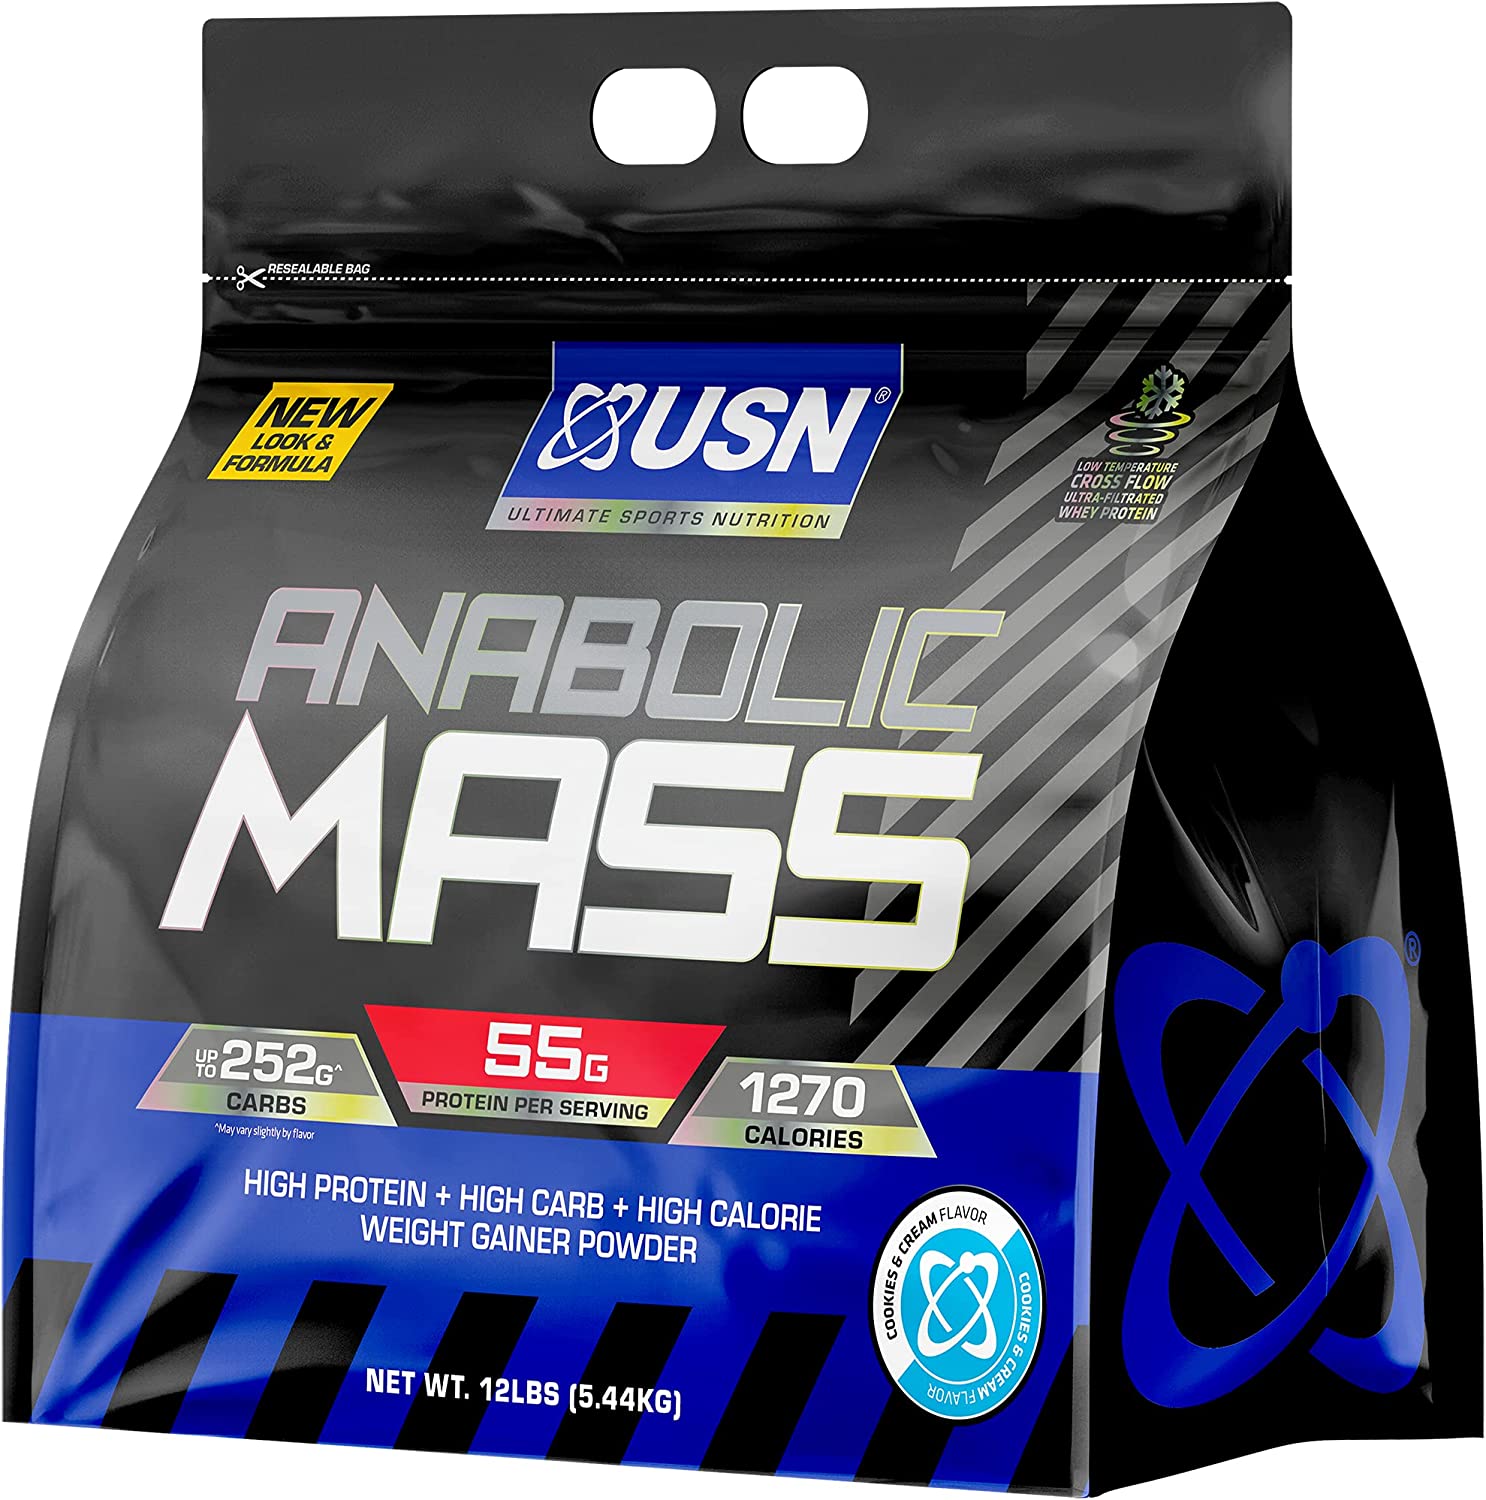 RESEALABLE BAG
NEW
LOOK &
FORMULA
USN®
ULTIMATE SPORTS NUTRITION
LOW TEMPERATURE
CROSS FLOW
ULTRA-FILTRATED
WHEY PROTEIN
ANABOLIC
MASS
UP TO 252G^
CARBS
^May vary slightly by flavor
55G
PROTEIN PER SERVING
1270
CALORIES
HIGH PROTEIN + HIGH CARB + HIGH CALORIE
WEIGHT GAINER POWDER
COOKIES & CREAM FLAVOR
COOKIES & CREAM FLAVOR
NET WT. 12LBS (5.44KG)
®